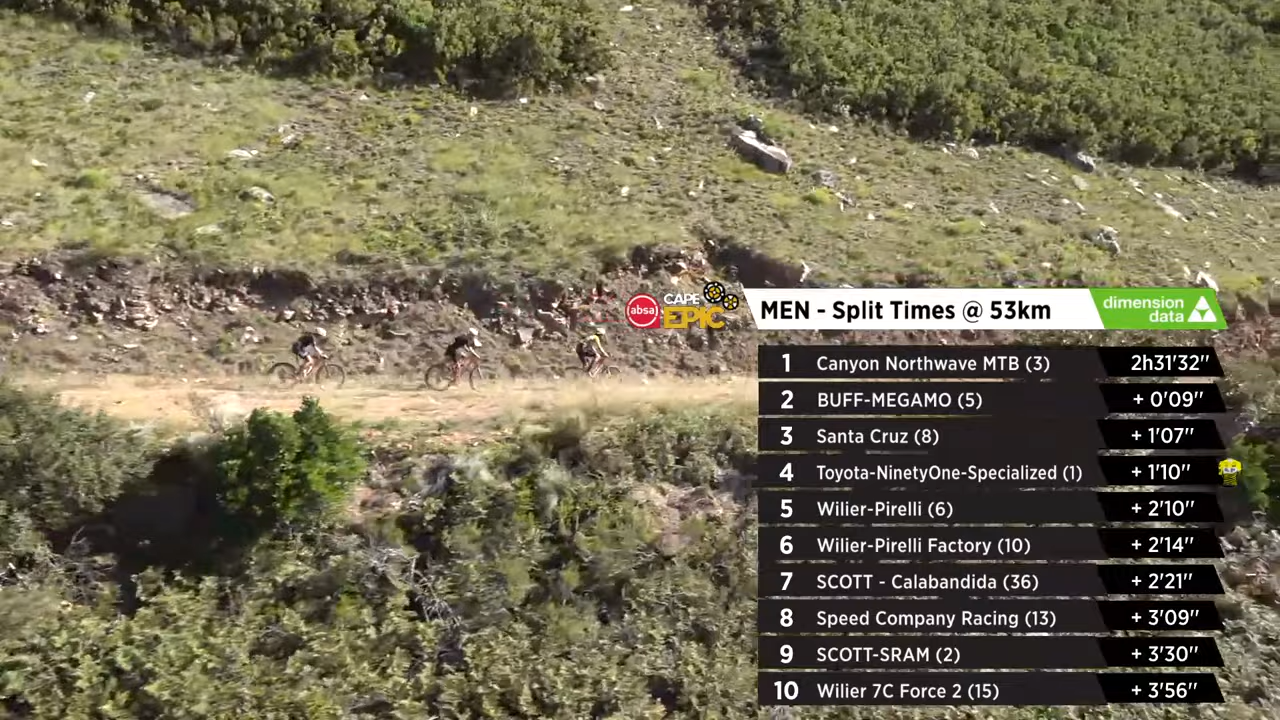 absa
CAPE
EPIC
MEN - Split Times @ 53km
dimension
data
1 Canyon Northwave MTB (3) 2h31'32''
2 BUFF-MEGAMO (5) + 0'09''
3 Santa Cruz (8) + 1'07''
4 Toyota-NinetyOne-Specialized (1) + 1'10''
5 Wilier-Pirelli (6) + 2'10''
6 Wilier-Pirelli Factory (10) + 2'14''
7 SCOTT - Calabandida (36) + 2'21''
8 Speed Company Racing (13) + 3'09''
9 SCOTT-SRAM (2) + 3'30''
10 Wilier 7C Force 2 (15) + 3'56''